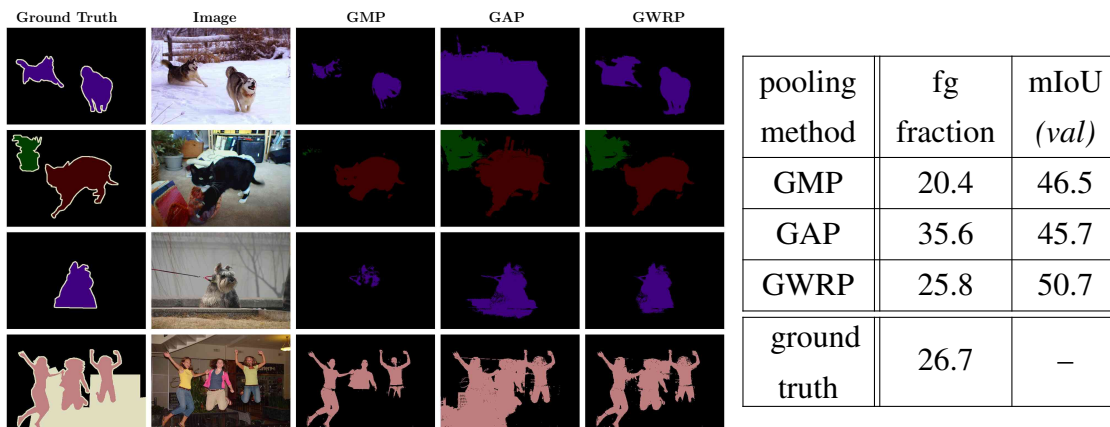 Ground Truth Image GMP GAP GWRP
pooling method fg fraction mIoU (val)
GMP 20.4 46.5
GAP 35.6 45.7
GWRP 25.8 50.7
ground truth 26.7 –